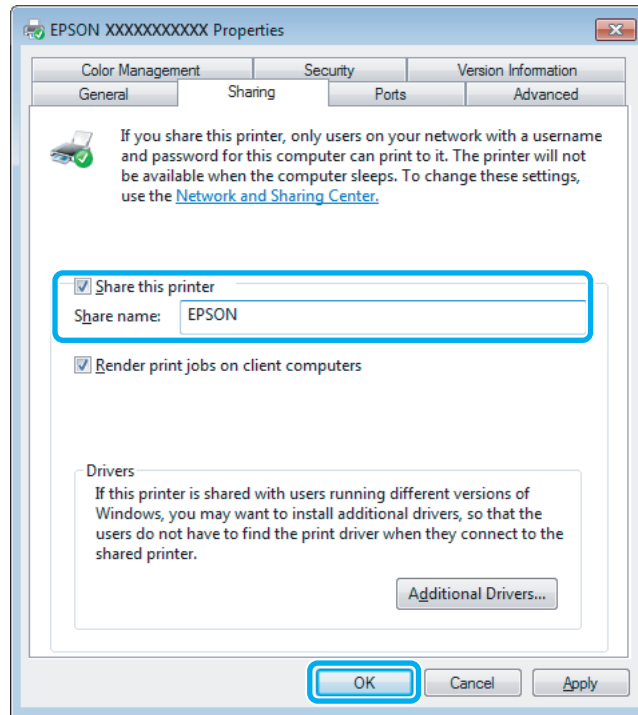 EPSON XXXXXXXXXXX Properties
Color Management Security Version Information
General Sharing Ports Advanced
If you share this printer, only users on your network with a username
and password for this computer can print to it. The printer will not
be available when the computer sleeps. To change these settings,
use the Network and Sharing Center.
Share this printer
Share name: EPSON
Render print jobs on client computers
Drivers
If this printer is shared with users running different versions of
Windows, you may want to install additional drivers, so that the
users do not have to find the print driver when they connect to the
shared printer.
Additional Drivers...
OK Cancel Apply